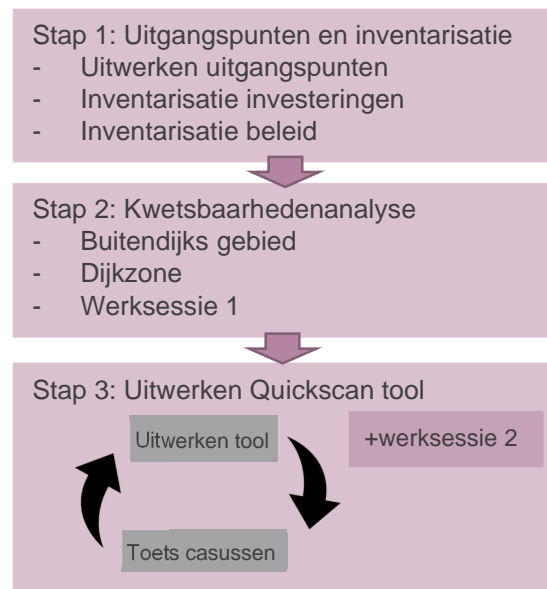 Stap 1: Uitgangspunten en inventarisatie
- Uitwerken uitgangspunten
- Inventarisatie investeringen
- Inventarisatie beleid
Stap 2: Kwetsbaarhedenanalyse
- Buitendijks gebied
- Dijkzone
- Werksessie 1
Stap 3: Uitwerken Quickscan tool
Uitwerken tool
+werksessie 2
Toets casussen